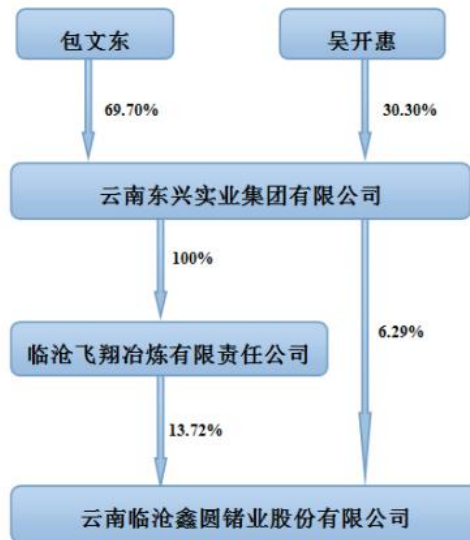 包文东
吴开惠
69.70%
30.30%
云南东兴实业集团有限公司
100%
6.29%
临沧飞翔冶炼有限责任公司
13.72%
云南临沧鑫圆锗业股份有限公司